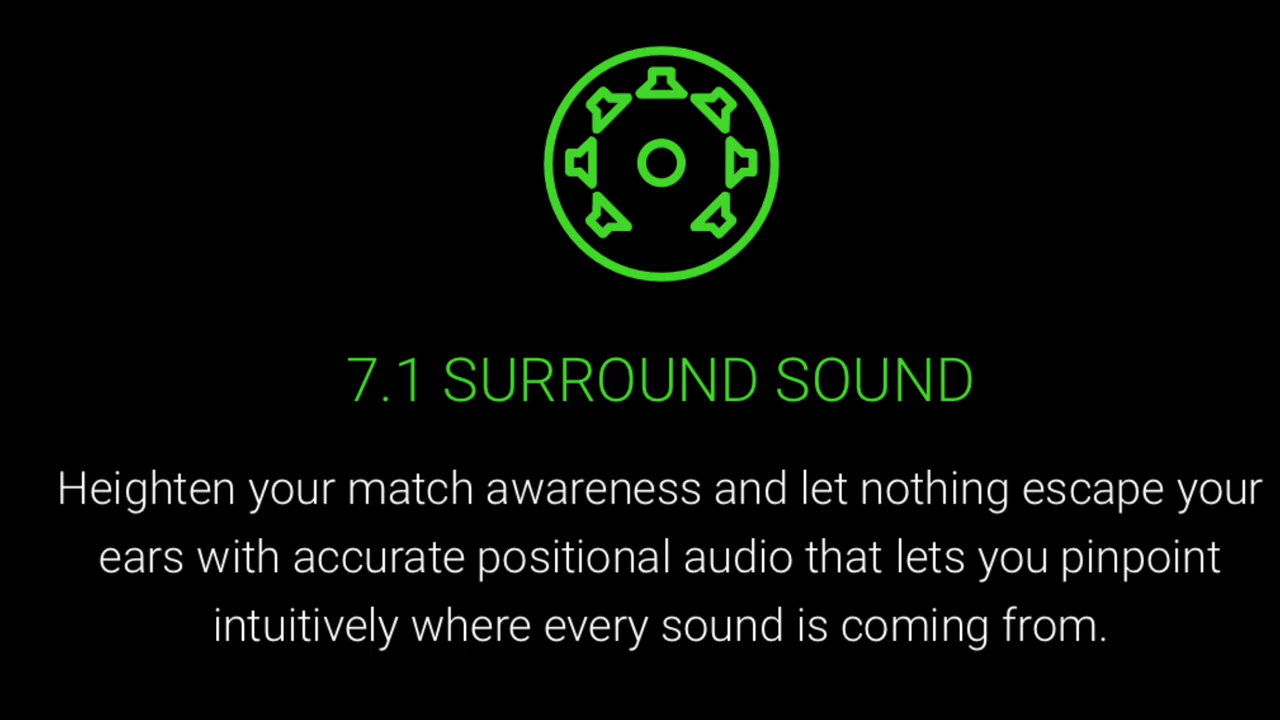 7.1 SURROUND SOUND
Heighten your match awareness and let nothing escape your
ears with accurate positional audio that lets you pinpoint
intuitively where every sound is coming from.